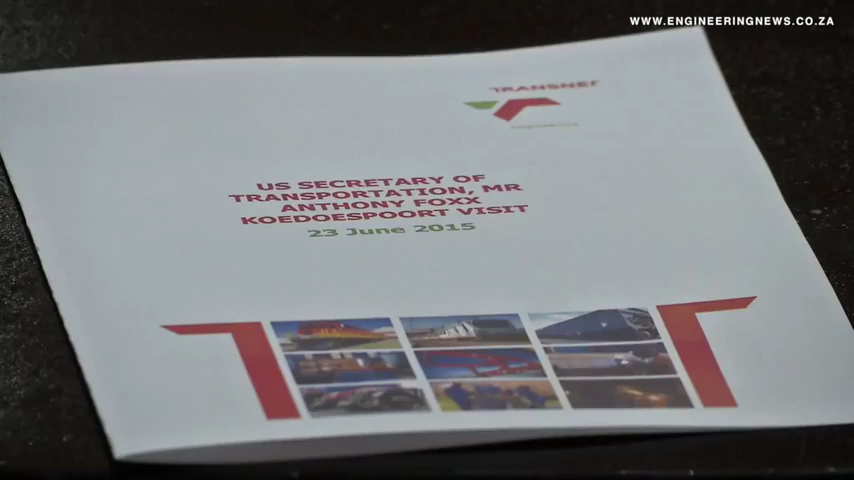 WWW.ENGINEERINGNEWS.CO.ZA
TRANSNET
US SECRETARY OF
TRANSPORTATION, MR
ANTHONY FOXX
KOEDOESPOORT VISIT
23 June 2015